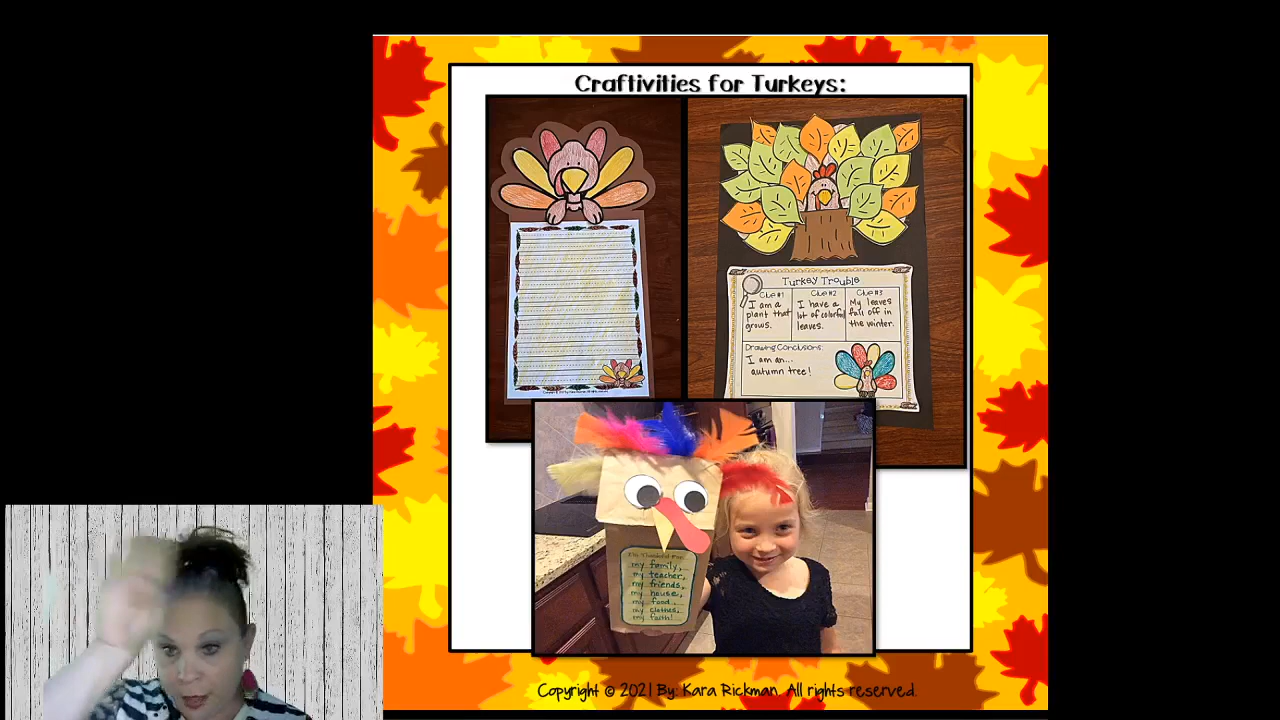 Craftivities for Turkeys:
Turkey Trouble
Clue #1
I am a
plant that
grows.
Clue #2
I have a
lot of colorful
leaves.
Clue #3
My leaves
fall off in
the winter.
Drawing Conclusions:
I am an...
autumn tree!
I'm Thankful For:
my family,
my teacher,
my friends,
my house,
my food,
my clothes,
my faith!
Copyright © 2021 By: Kara Rickman. All rights reserved.